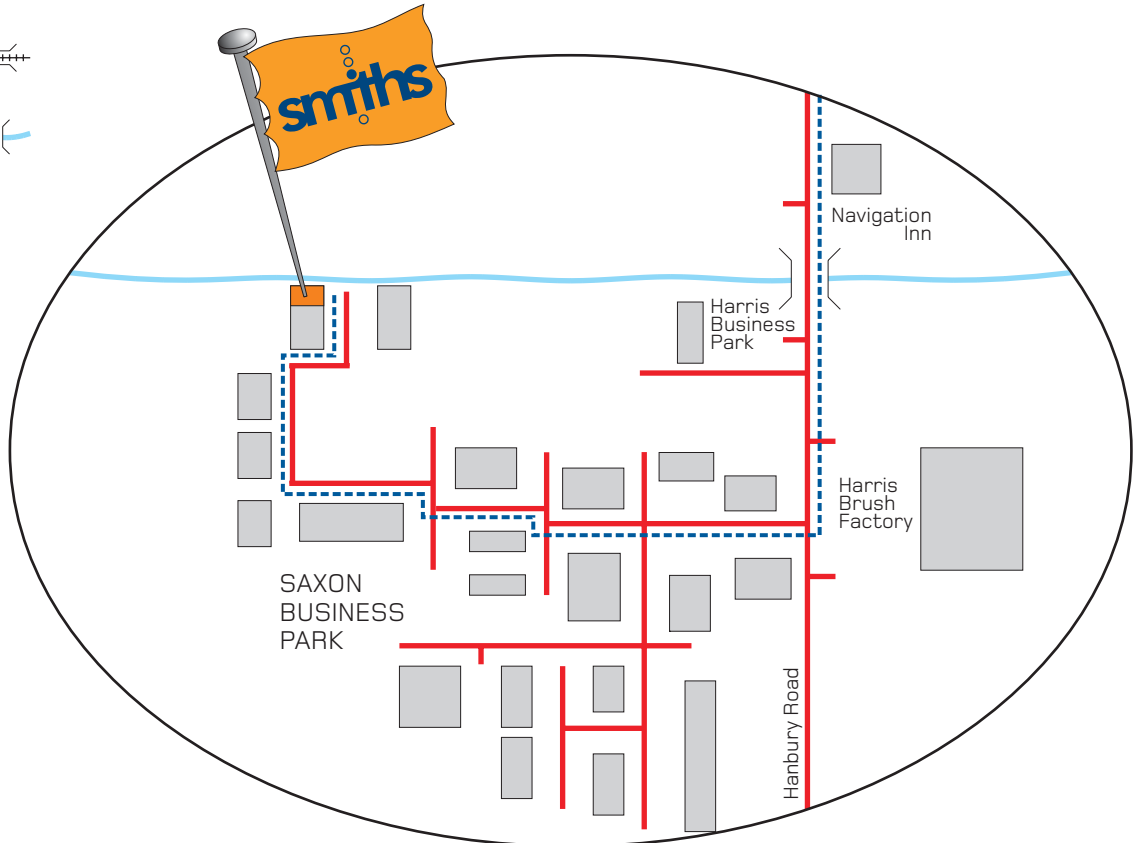 smiths
Navigation
Inn
Harris
Business
Park
Harris
Brush
Factory
SAXON
BUSINESS
PARK
Hanbury Road